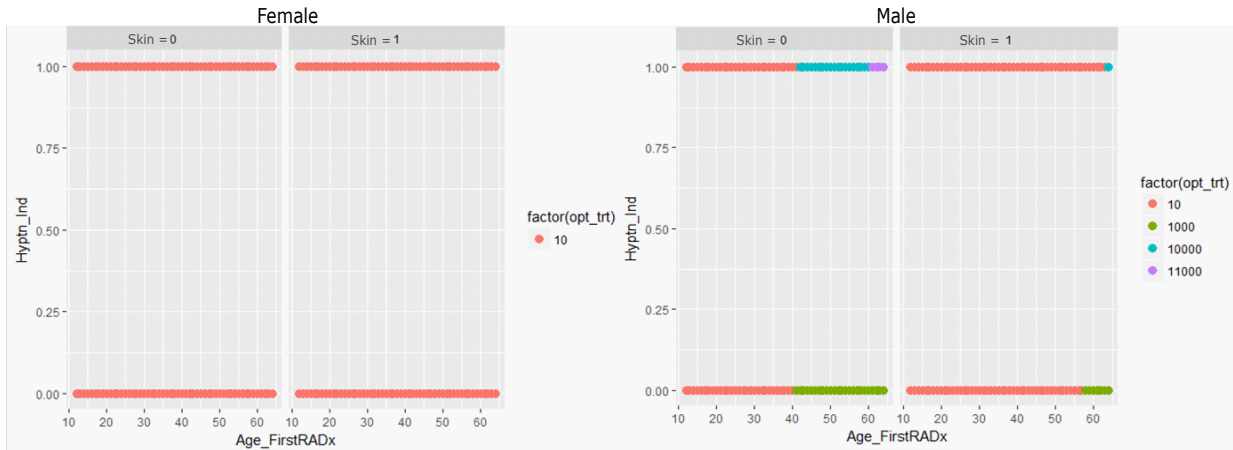 Female
Skin = 0
Skin = 1
1.00
0.75
0.50
0.25
0.00
Hyptn_Ind
10 20 30 40 50 60
10 20 30 40 50 60
Age_FirstRADx
factor(opt_trt)
10
Male
Skin = 0
Skin = 1
1.00
0.75
0.50
0.25
0.00
Hyptn_Ind
10 20 30 40 50 60
10 20 30 40 50 60
Age_FirstRADx
factor(opt_trt)
10
1000
10000
11000